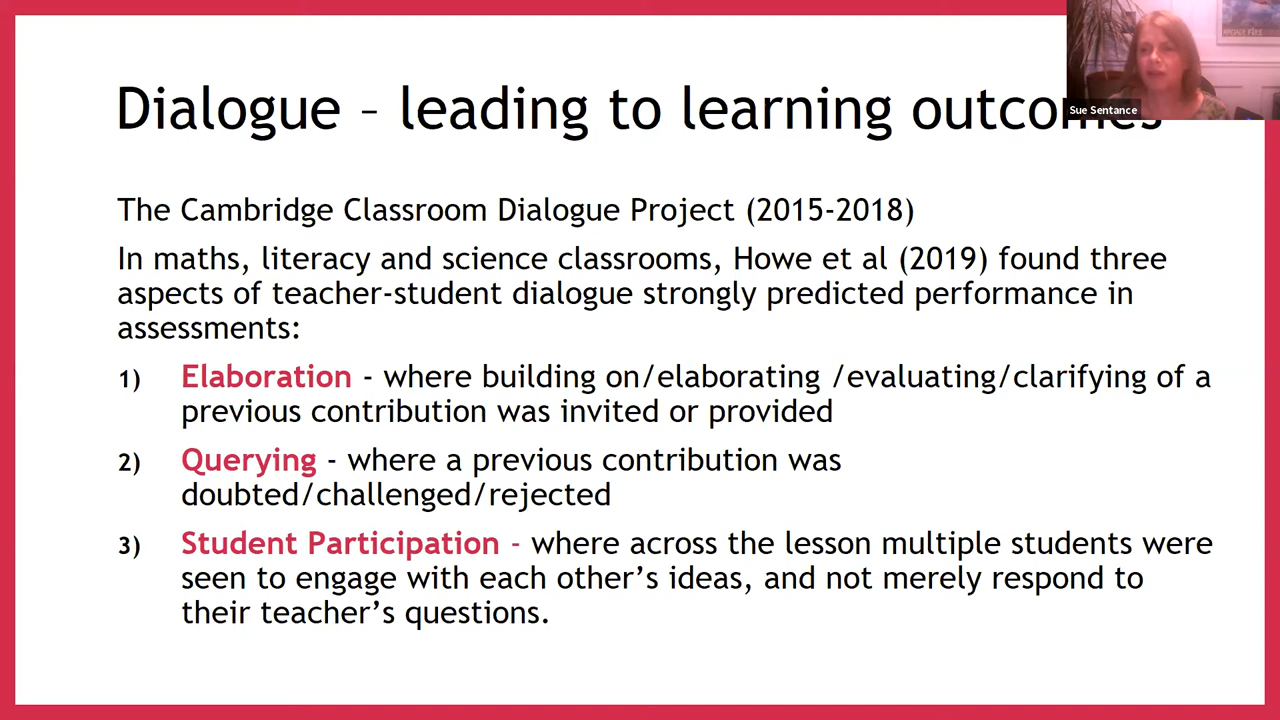 Dialogue – leading to learning outcomes
Sue Sentance
The Cambridge Classroom Dialogue Project (2015-2018)
In maths, literacy and science classrooms, Howe et al (2019) found three
aspects of teacher-student dialogue strongly predicted performance in
assessments:
1) Elaboration - where building on/elaborating /evaluating/clarifying of a
previous contribution was invited or provided
2) Querying - where a previous contribution was
doubted/challenged/rejected
3) Student Participation - where across the lesson multiple students were
seen to engage with each other’s ideas, and not merely respond to
their teacher’s questions.